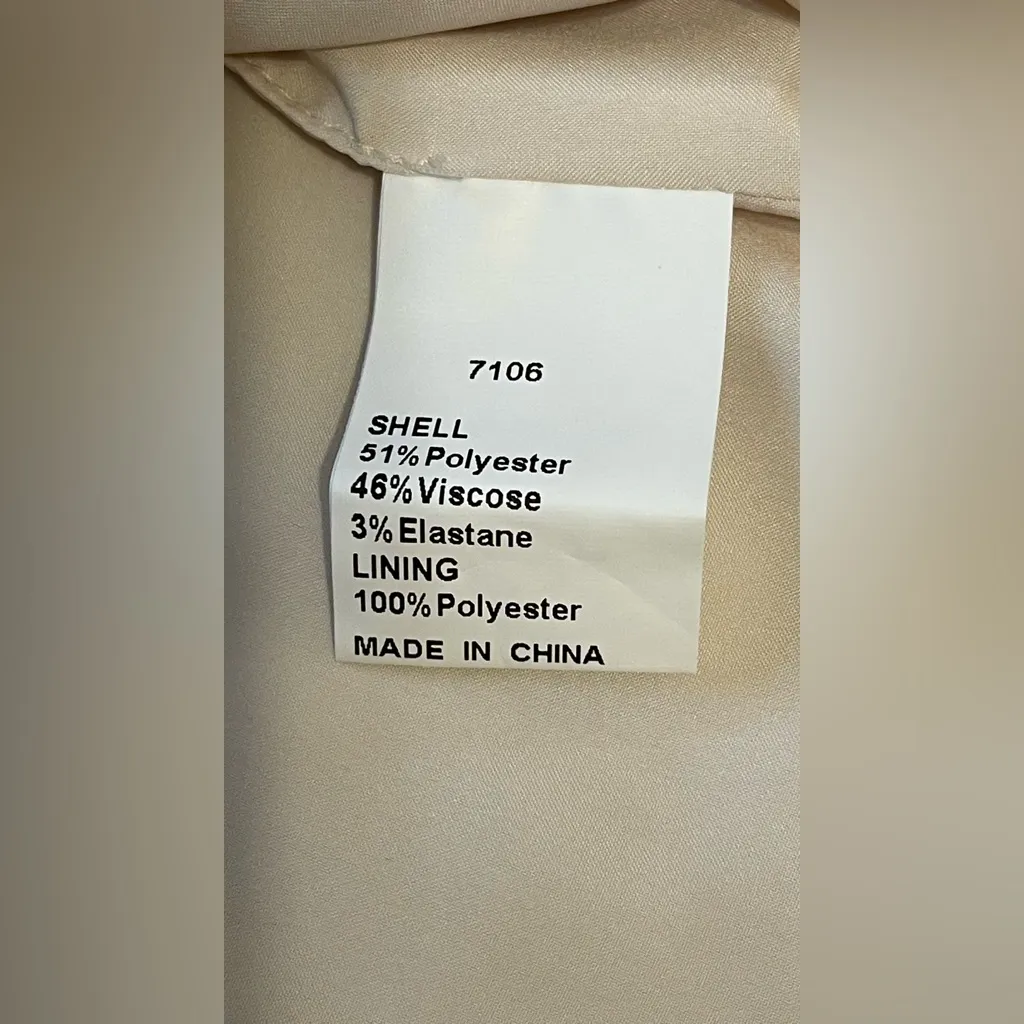 7106
SHELL
51% Polyester
46% Viscose
3% Elastane
LINING
100% Polyester
MADE IN CHINA